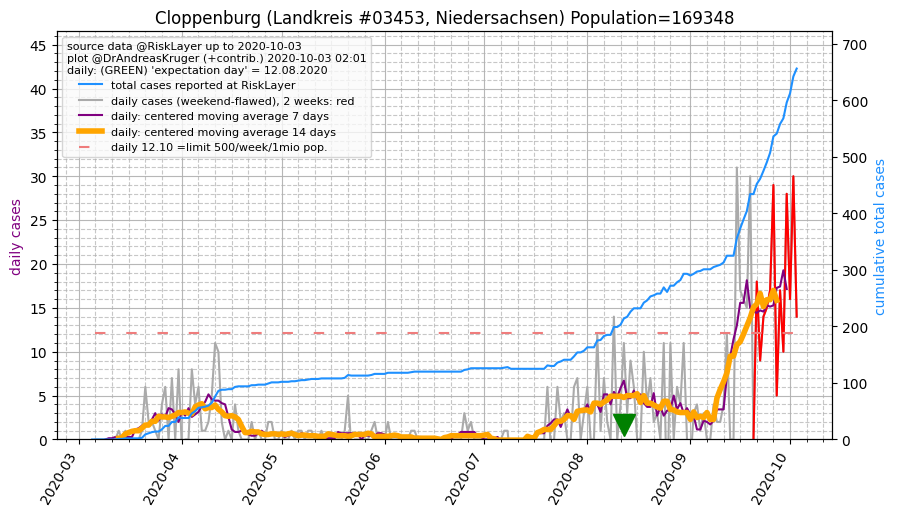 Cloppenburg (Landkreis #03453, Niedersachsen) Population=169348
source data @RiskLayer up to 2020-10-03
plot @DrAndreasKruger (+contrib.) 2020-10-03 02:01
daily: (GREEN) 'expectation day' = 12.08.2020
total cases reported at RiskLayer
daily cases (weekend-flawed), 2 weeks: red
daily: centered moving average 7 days
daily: centered moving average 14 days
daily 12.10 =limit 500/week/1mio pop.
daily cases
45
40
35
30
25
20
15
10
5
0
cumulative total cases
700
600
500
400
300
200
100
0
2020-03
2020-04
2020-05
2020-06
2020-07
2020-08
2020-09
2020-10